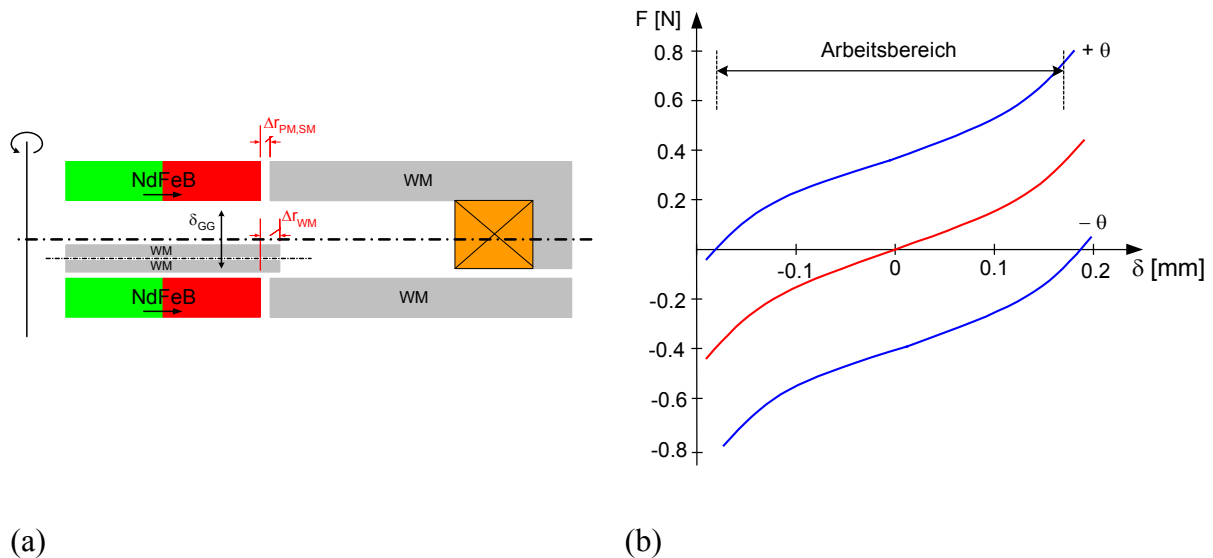 Δr_PM,SM
NdFeB
WM
δ_GG
Δr_WM
WM
WM
NdFeB
WM
(a)
F [N]
0.8
0.6
0.4
0.2
-0.2
-0.4
-0.6
-0.8
Arbeitsbereich
+ θ
− θ
-0.1
0
0.1
0.2
δ [mm]
(b)